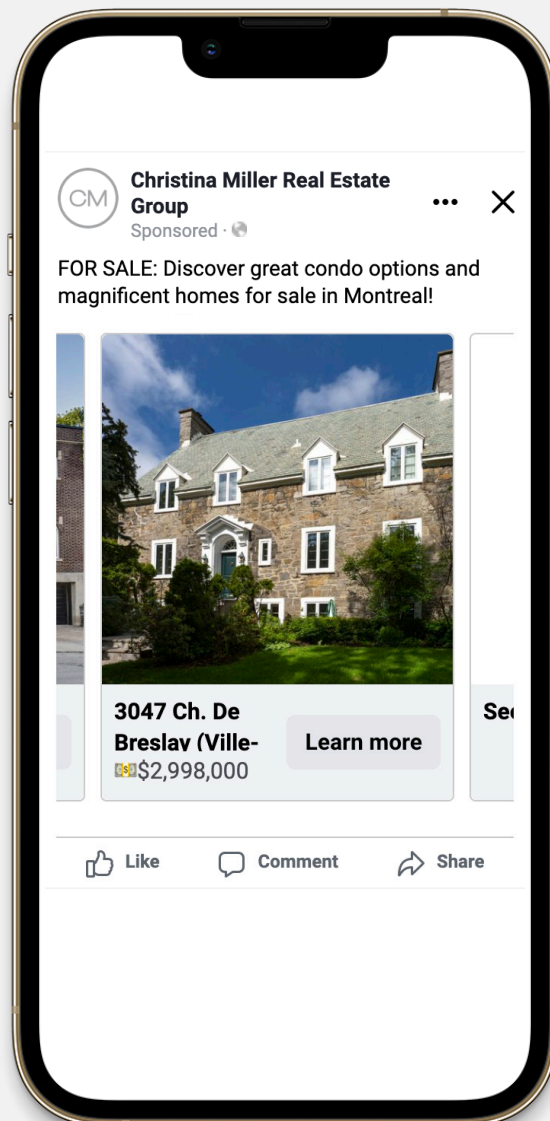 CM
Christina Miller Real Estate
Group
Sponsored ·
FOR SALE: Discover great condo options and
magnificent homes for sale in Montreal!
3047 Ch. De
Breslay (Ville-
💵$2,998,000
Learn more
See
Like
Comment
Share